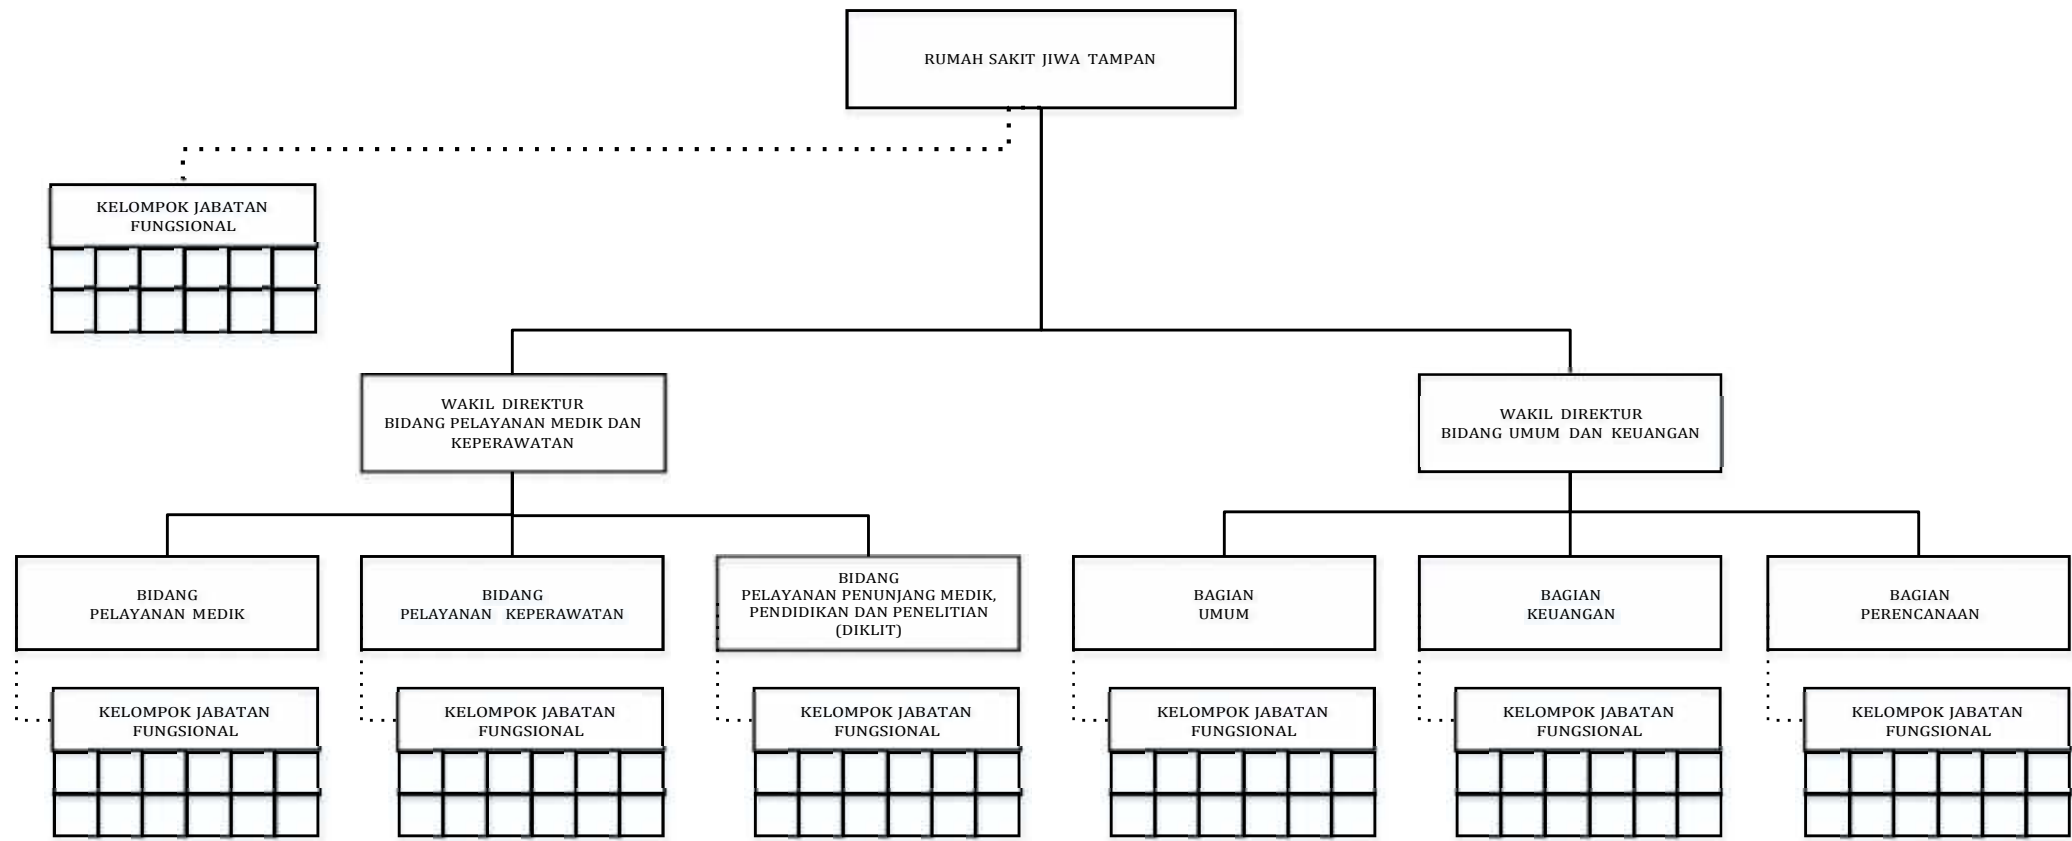 RUMAH SAKIT JIWA TAMPAN
KELOMPOK JABATAN
FUNGSIONAL
WAKIL DIREKTUR
BIDANG PELAYANAN MEDIK DAN
KEPERAWATAN
WAKIL DIREKTUR
BIDANG UMUM DAN KEUANGAN
BIDANG
PELAYANAN MEDIK
BIDANG
PELAYANAN KEPERAWATAN
BIDANG
PELAYANAN PENUNJANG MEDIK,
PENDIDIKAN DAN PENELITIAN
(DIKLIT)
BAGIAN
UMUM
BAGIAN
KEUANGAN
BAGIAN
PERENCANAAN
KELOMPOK JABATAN
FUNGSIONAL
KELOMPOK JABATAN
FUNGSIONAL
KELOMPOK JABATAN
FUNGSIONAL
KELOMPOK JABATAN
FUNGSIONAL
KELOMPOK JABATAN
FUNGSIONAL
KELOMPOK JABATAN
FUNGSIONAL